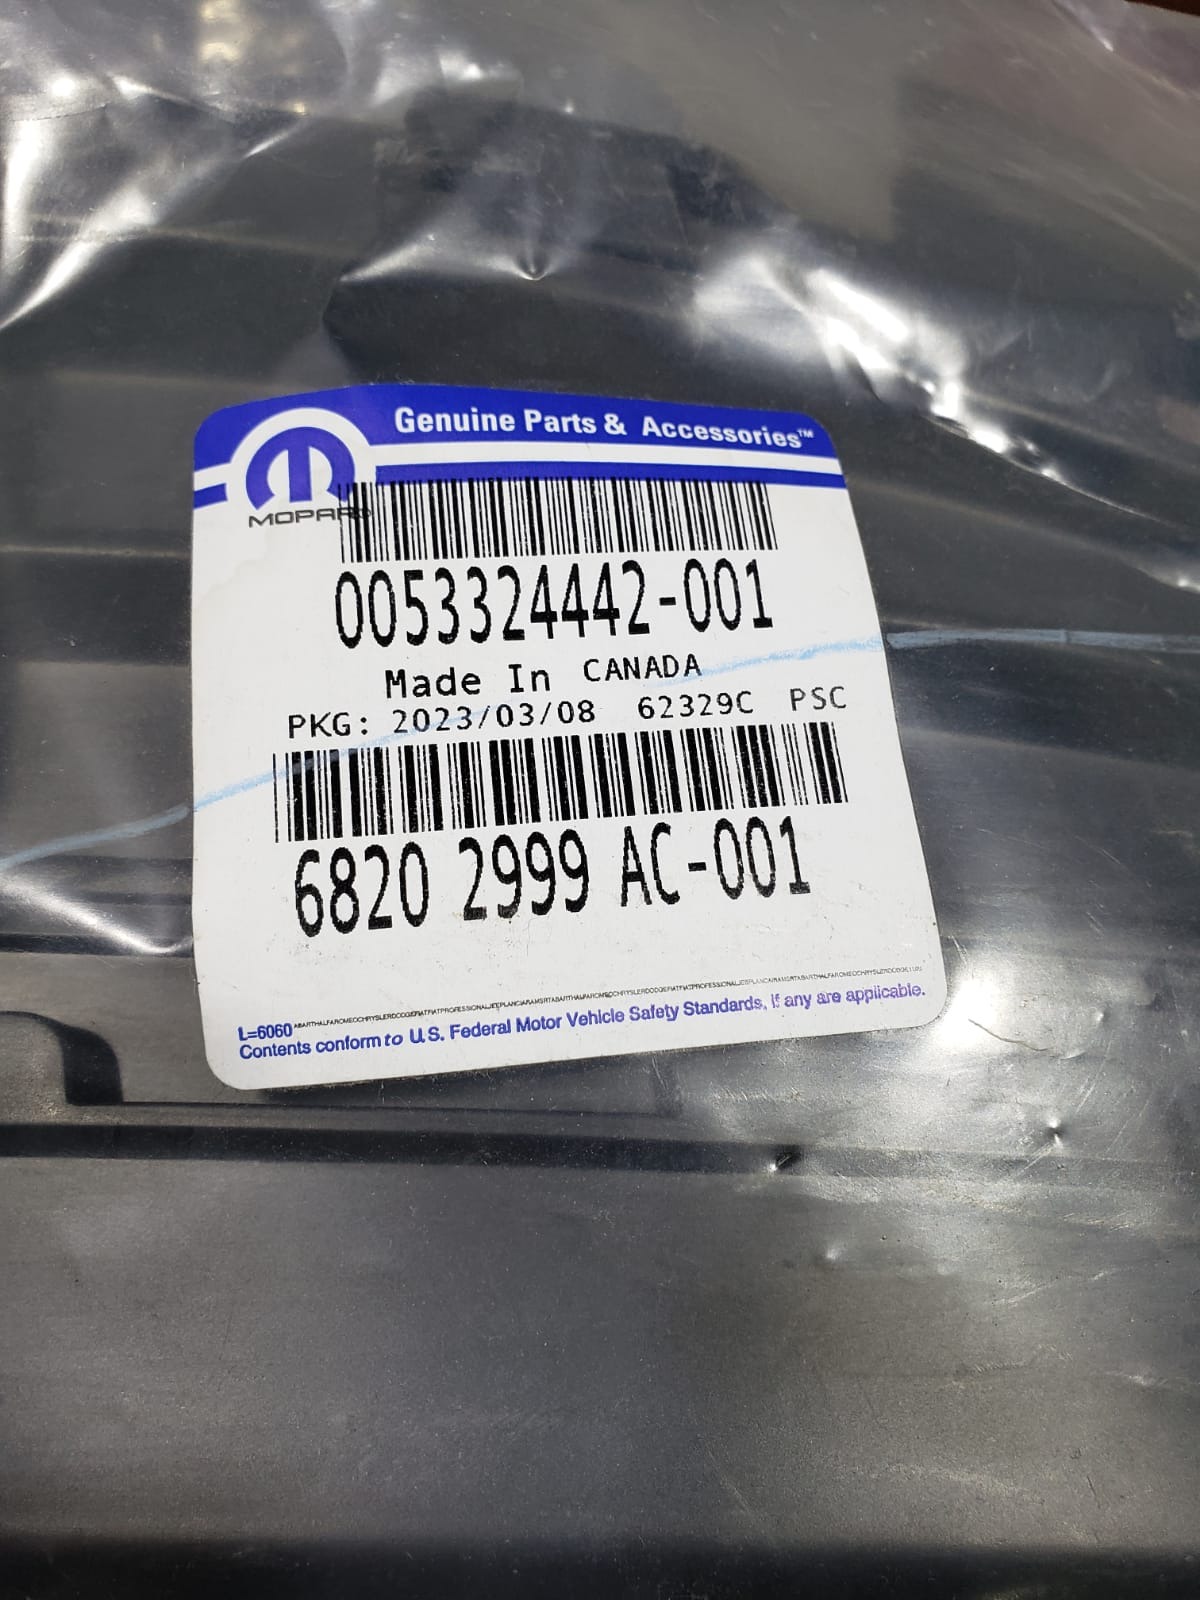 Genuine Parts & Accessories™
MOPAR®
0053324442-001
Made In CANADA
PKG: 2023/03/08 62329C PSC
6820 2999 AC-001
L=6060
Contents conform to U.S. Federal Motor Vehicle Safety Standards, if any are applicable.